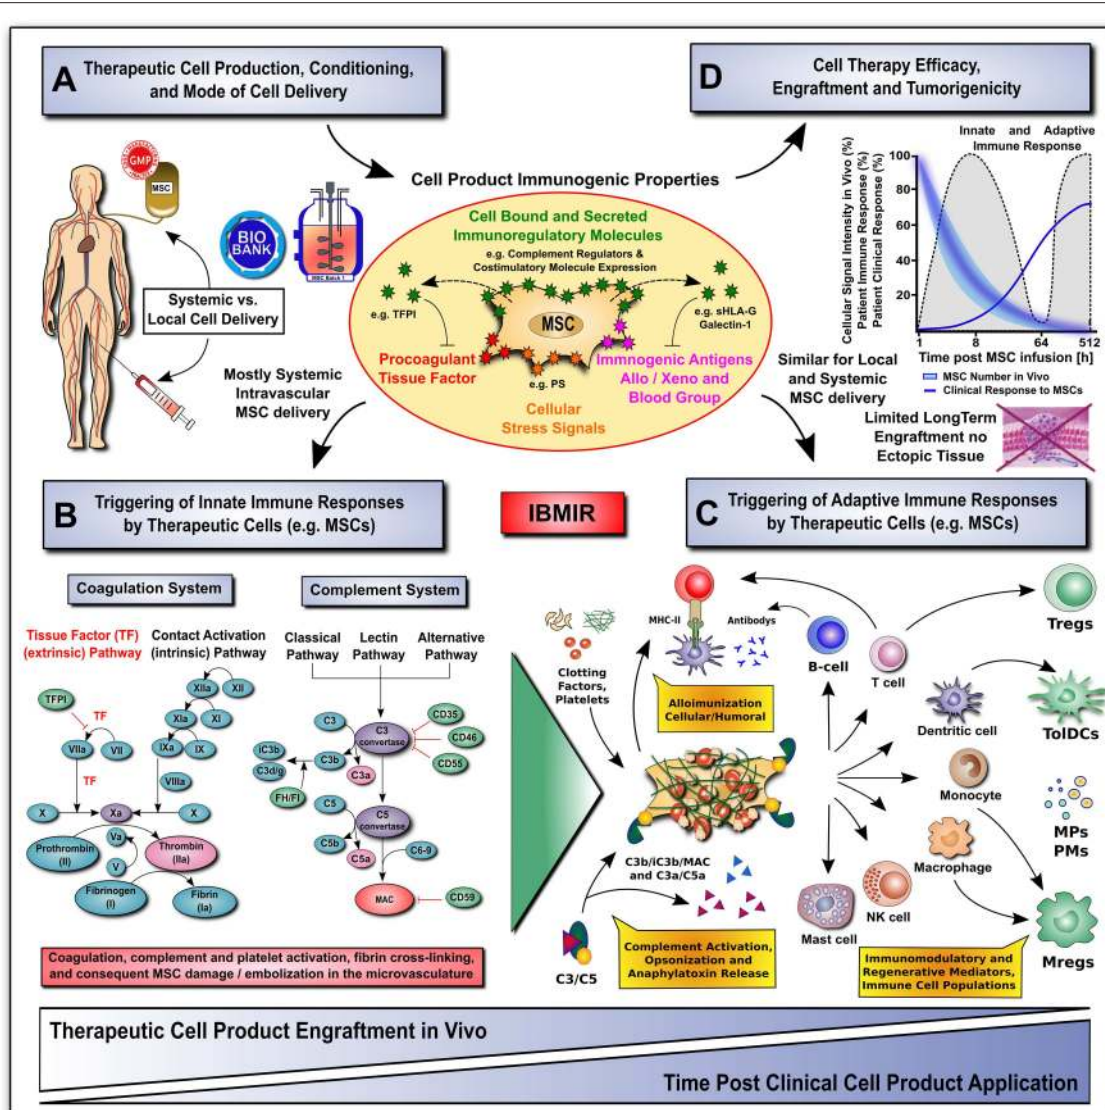 A
Therapeutic Cell Production, Conditioning,
and Mode of Cell Delivery
D
Cell Therapy Efficacy,
Engraftment and Tumorigenicity
GMP
MSC
BIO
BANK
MSC Batch 1
Systemic vs.
Local Cell Delivery
Mostly Systemic
Intravascular
MSC delivery
Cell Product Immunogenic Properties
Cell Bound and Secreted
Immunoregulatory Molecules
e.g. Complement Regulators &
Costimulatory Molecule Expression
e.g. TFPI
MSC
e.g. sHLA-G
Galectin-1
Procoagulant
Tissue Factor
e.g. PS
Immnogenic Antigens
Allo / Xeno and
Blood Group
Cellular
Stress Signals
Innate and Adaptive
Immune Response
Cellular Signal Intensity in Vivo (%)
Patient Immune Response (%)
Patient Clinical Response (%)
100
80
60
40
20
1 8 64 512
Time post MSC infusion [h]
MSC Number in Vivo
Clinical Response to MSCs
Similar for Local
and Systemic
MSC delivery
Limited LongTerm
Engraftment no
Ectopic Tissue
B
Triggering of Innate Immune Responses
by Therapeutic Cells (e.g. MSCs)
IBMIR
C
Triggering of Adaptive Immune Responses
by Therapeutic Cells (e.g. MSCs)
Coagulation System
Complement System
Tissue Factor (TF)
(extrinsic) Pathway
Contact Activation
(intrinsic) Pathway
Classical
Pathway
Lectin
Pathway
Alternative
Pathway
TFPI
TF
VIIa
VII
TF
XIIa
XII
XIa
XI
IXa
IX
VIIIa
X
Xa
X
Va
V
Prothrombin
(II)
Thrombin
(IIa)
Fibrinogen
(I)
Fibrin
(Ia)
C3
C3
convertase
CD35
CD46
CD55
iC3b
C3d/g
C3b
C3a
FH/FI
C5
C5
convertase
C5b
C5a
C6-9
MAC
CD59
Coagulation, complement and platelet activation, fibrin cross-linking,
and consequent MSC damage / embolization in the microvasculature
Clotting
Factors,
Platelets
MHC-II
Antibodys
B-cell
T cell
Tregs
Alloimunization
Cellular/Humoral
Dentritic cell
TolDCs
Monocyte
MPs
PMs
Macrophage
C3b/iC3b/MAC
and C3a/C5a
NK cell
Mast cell
Mregs
C3/C5
Complement Activation,
Opsonization and
Anaphylatoxin Release
Immunomodulatory and
Regenerative Mediators,
Immune Cell Populations
Therapeutic Cell Product Engraftment in Vivo
Time Post Clinical Cell Product Application